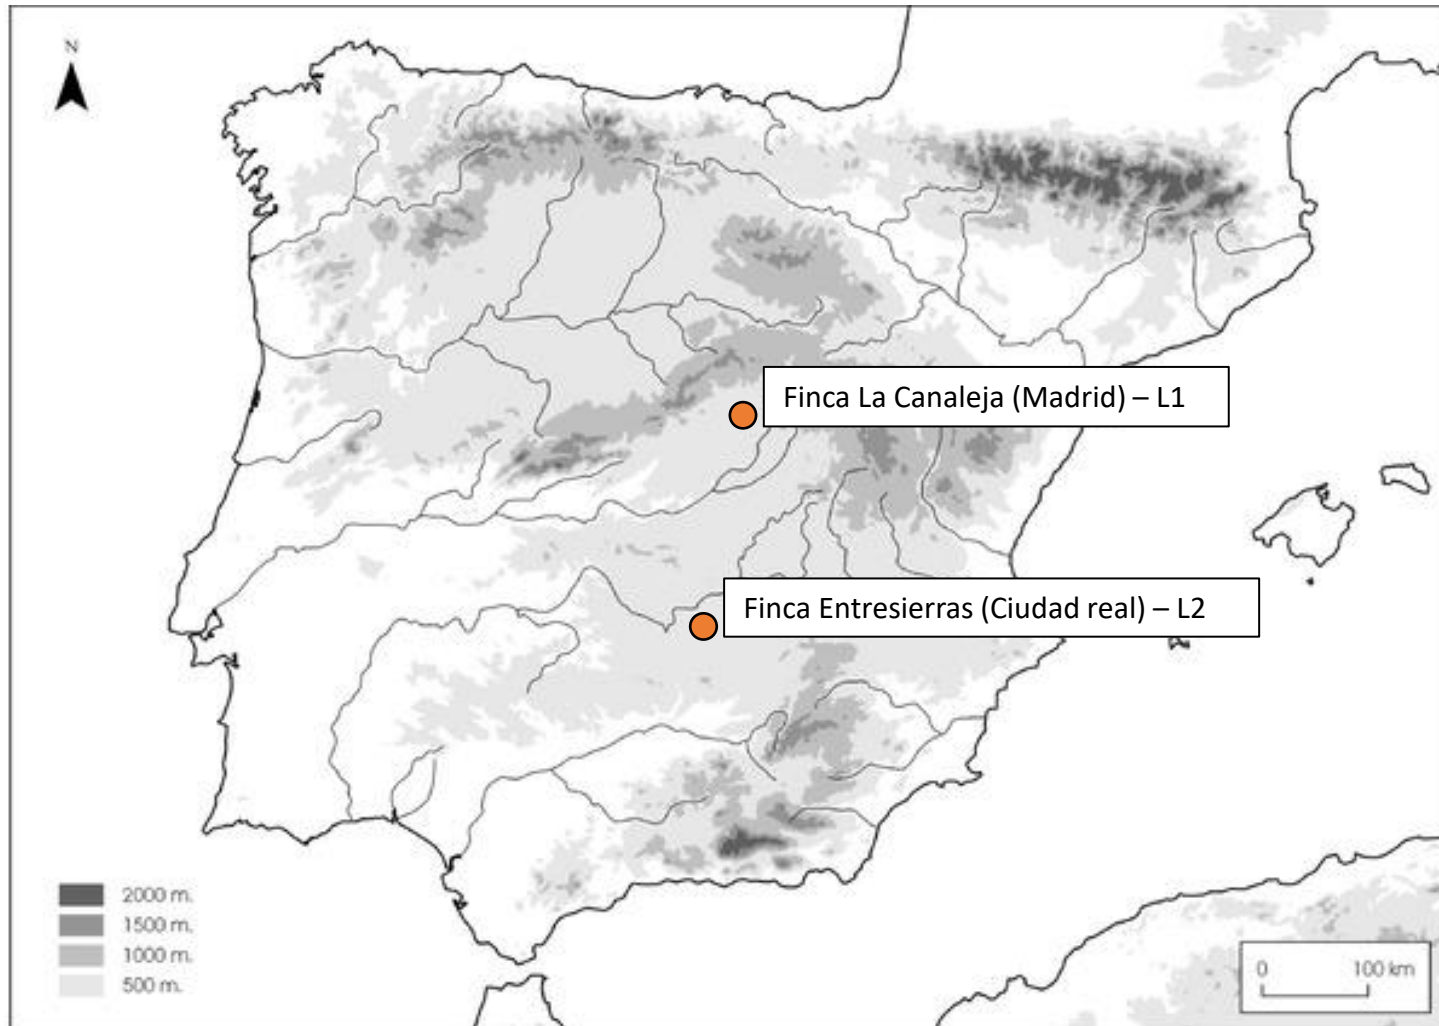 N
Finca La Canaleja (Madrid) – L1
Finca Entresierras (Ciudad real) – L2
2000 m.
1500 m.
1000 m.
500 m.
0 100 km